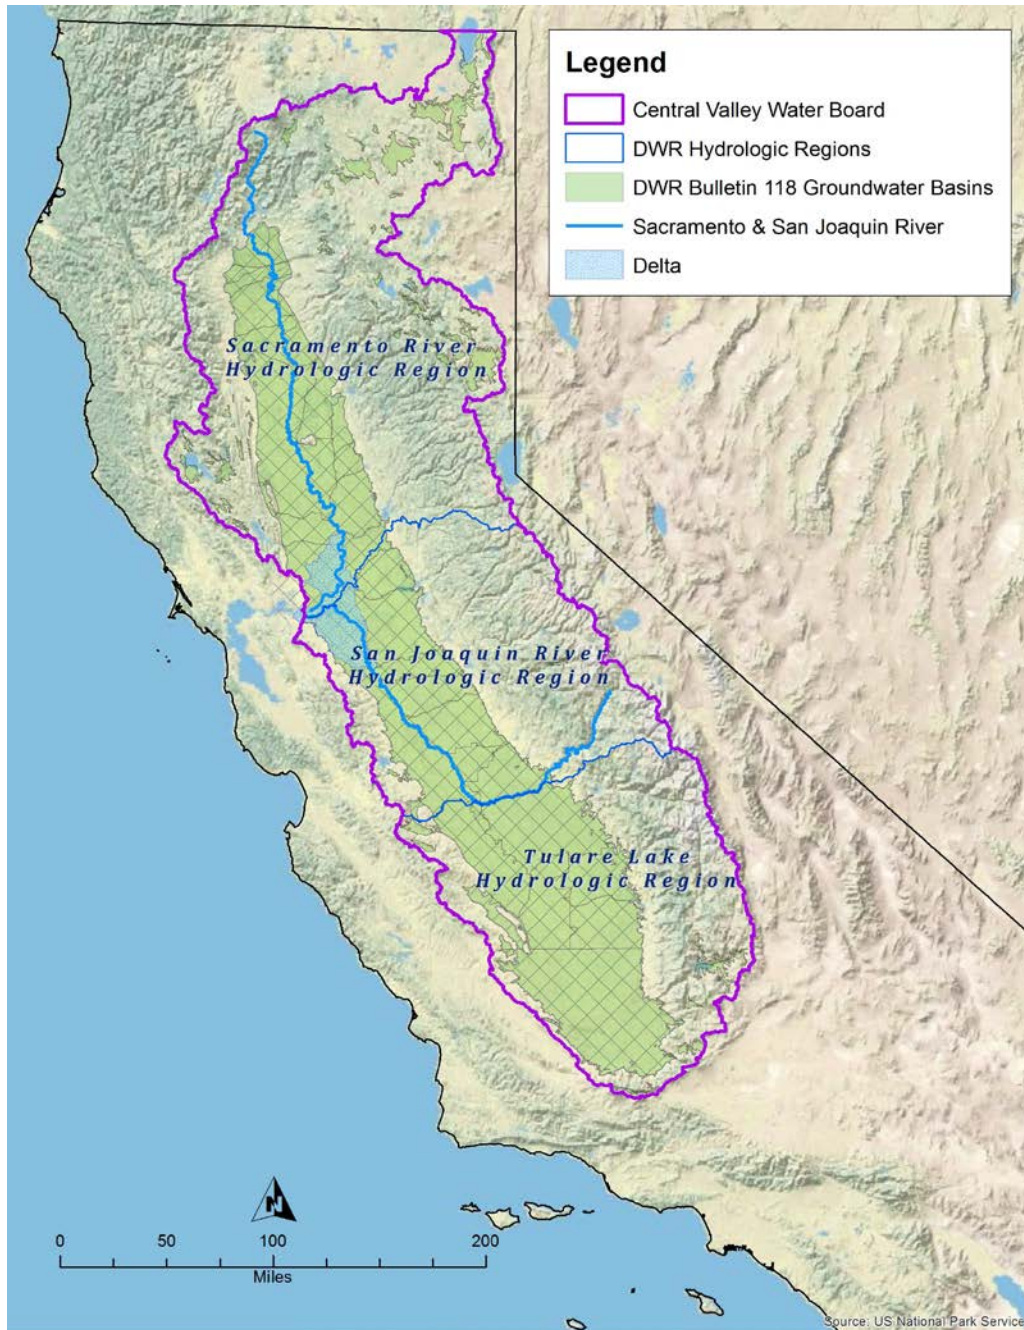 Legend
Central Valley Water Board
DWR Hydrologic Regions
DWR Bulletin 118 Groundwater Basins
Sacramento & San Joaquin River
Delta
Sacramento River
Hydrologic Region
San Joaquin River
Hydrologic Region
Tulare Lake
Hydrologic Region
N
0 50 100 200
Miles
Source: US National Park Service